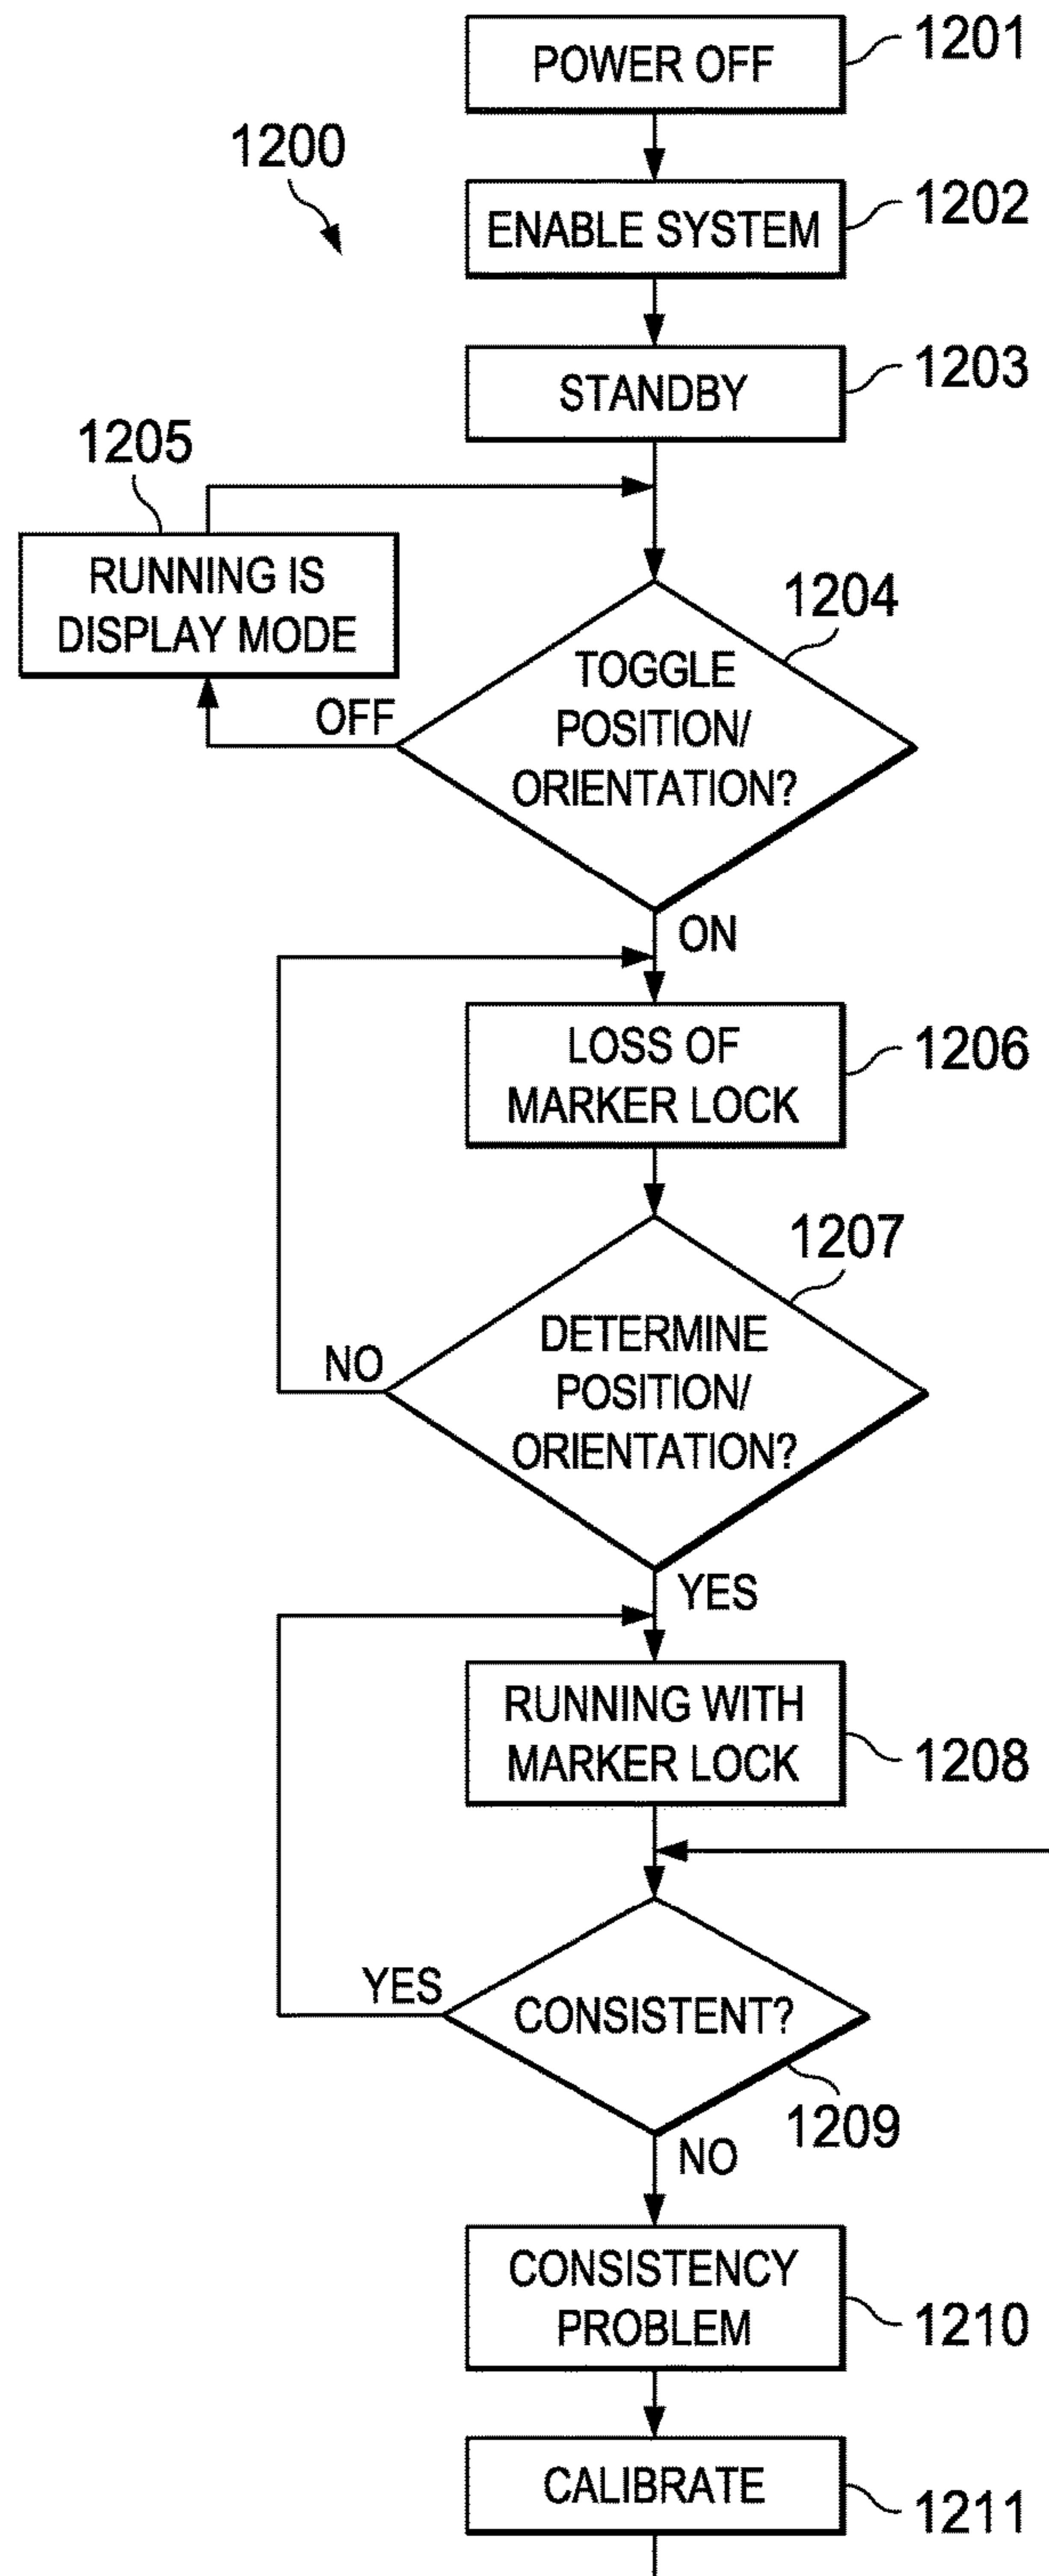 POWER OFF
1201
1200
ENABLE SYSTEM
1202
STANDBY
1203
1205
RUNNING IS
DISPLAY MODE
1204
TOGGLE
POSITION/
ORIENTATION?
OFF
ON
LOSS OF
MARKER LOCK
1206
1207
DETERMINE
POSITION/
ORIENTATION?
NO
YES
RUNNING WITH
MARKER LOCK
1208
YES
CONSISTENT?
1209
NO
CONSISTENCY
PROBLEM
1210
CALIBRATE
1211